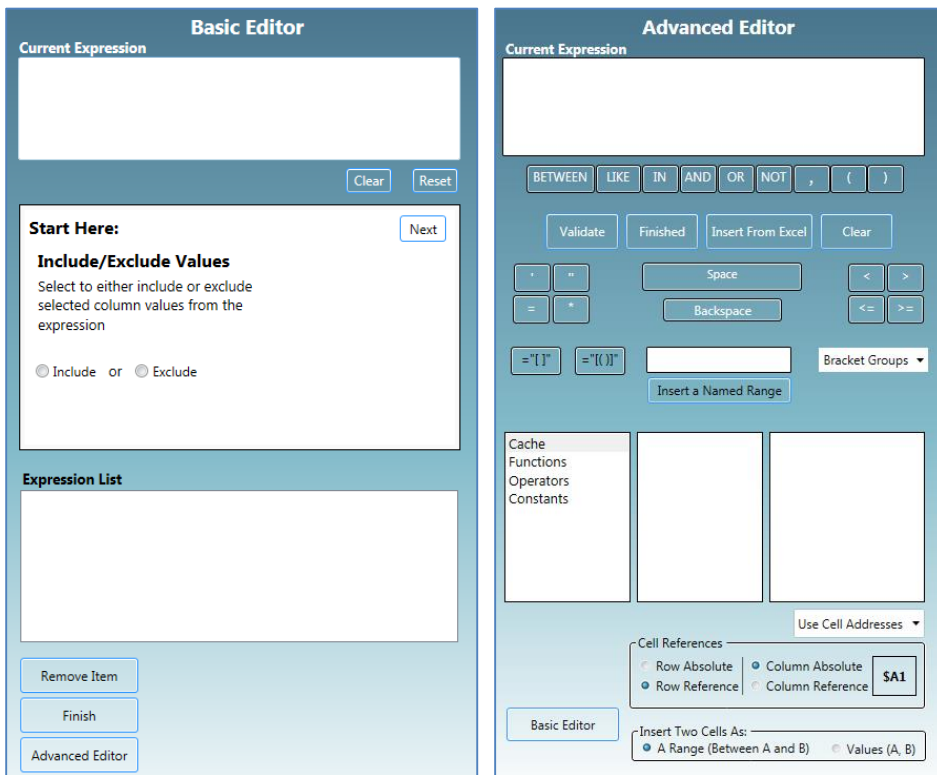 Basic Editor
Current Expression
Clear
Reset
Start Here:
Next
Include/Exclude Values
Select to either include or exclude
selected column values from the
expression
Include or Exclude
Expression List
Remove Item
Finish
Advanced Editor
Advanced Editor
Current Expression
BETWEEN LIKE IN AND OR NOT , ( )
Validate Finished Insert From Excel Clear
' " Space < >
= * Backspace <= >=
="[ ]" ="[( )]" Bracket Groups
Insert a Named Range
Cache
Functions
Operators
Constants
Use Cell Addresses
Cell References
Row Absolute Column Absolute
$A1
Row Reference Column Reference
Basic Editor
Insert Two Cells As:
A Range (Between A and B) Values (A, B)